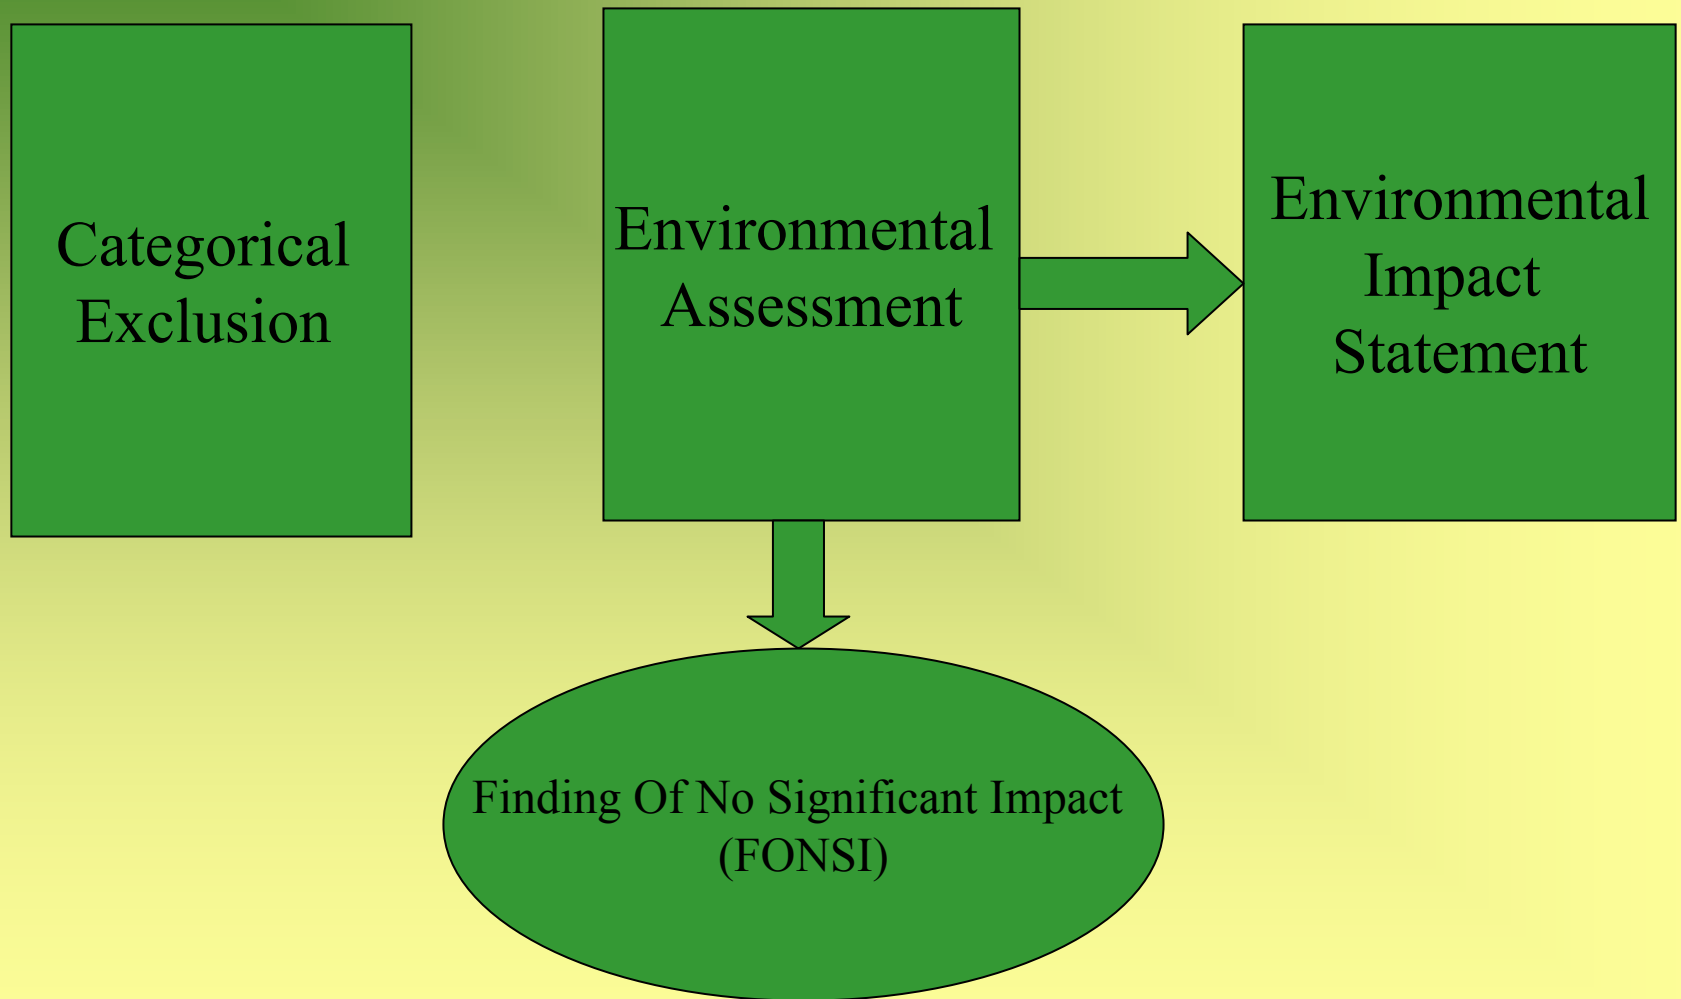 Categorical
Exclusion
Environmental
Assessment
Environmental
Impact
Statement
Finding Of No Significant Impact
(FONSI)